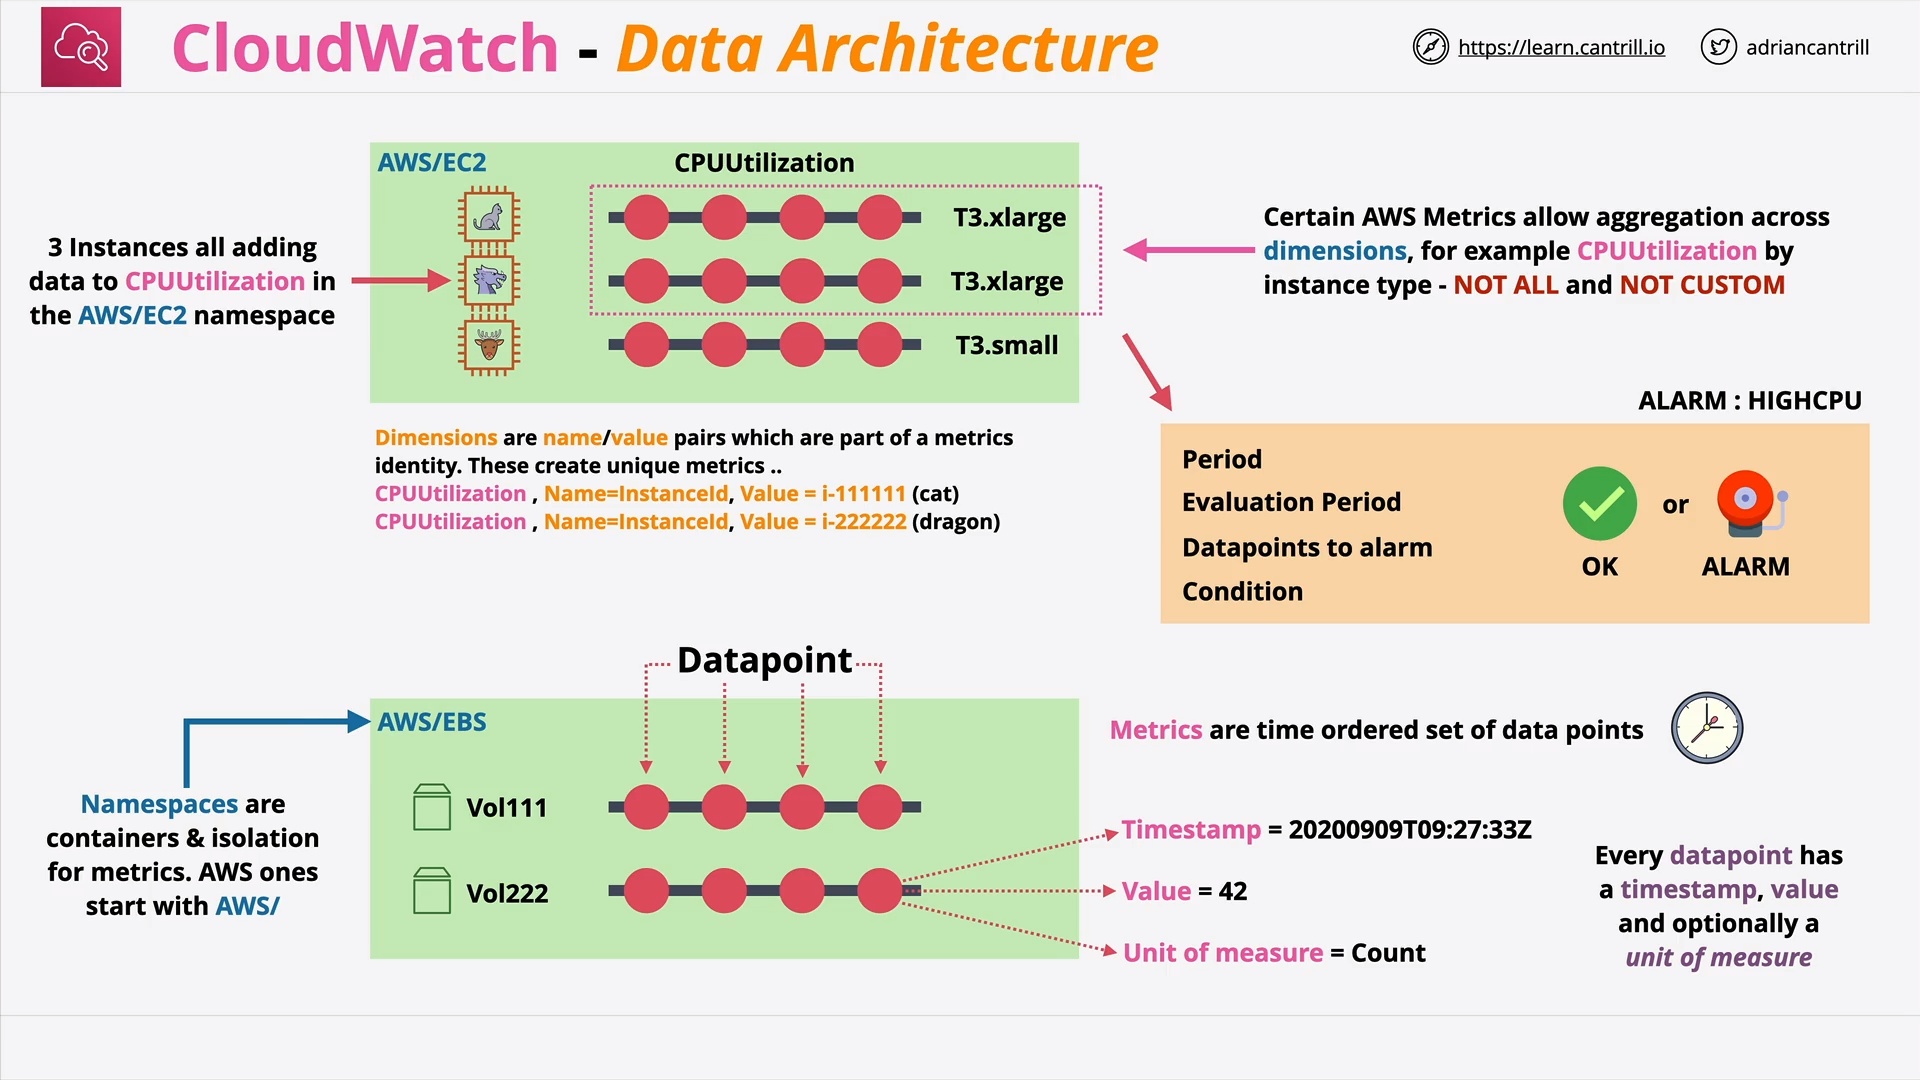 CloudWatch - Data Architecture
https://learn.cantrill.io
adriancantrill
AWS/EC2
CPUUtilization
T3.xlarge
T3.xlarge
T3.small
3 Instances all adding
data to CPUUtilization in
the AWS/EC2 namespace
Certain AWS Metrics allow aggregation across
dimensions, for example CPUUtilization by
instance type - NOT ALL and NOT CUSTOM
Dimensions are name/value pairs which are part of a metrics
identity. These create unique metrics ..
CPUUtilization , Name=InstanceId, Value = i-111111 (cat)
CPUUtilization , Name=InstanceId, Value = i-222222 (dragon)
ALARM : HIGHCPU
Period
Evaluation Period
Datapoints to alarm
Condition
OK
or
ALARM
Datapoint
AWS/EBS
Vol111
Vol222
Namespaces are
containers & isolation
for metrics. AWS ones
start with AWS/
Metrics are time ordered set of data points
Timestamp = 20200909T09:27:33Z
Value = 42
Unit of measure = Count
Every datapoint has
a timestamp, value
and optionally a
unit of measure